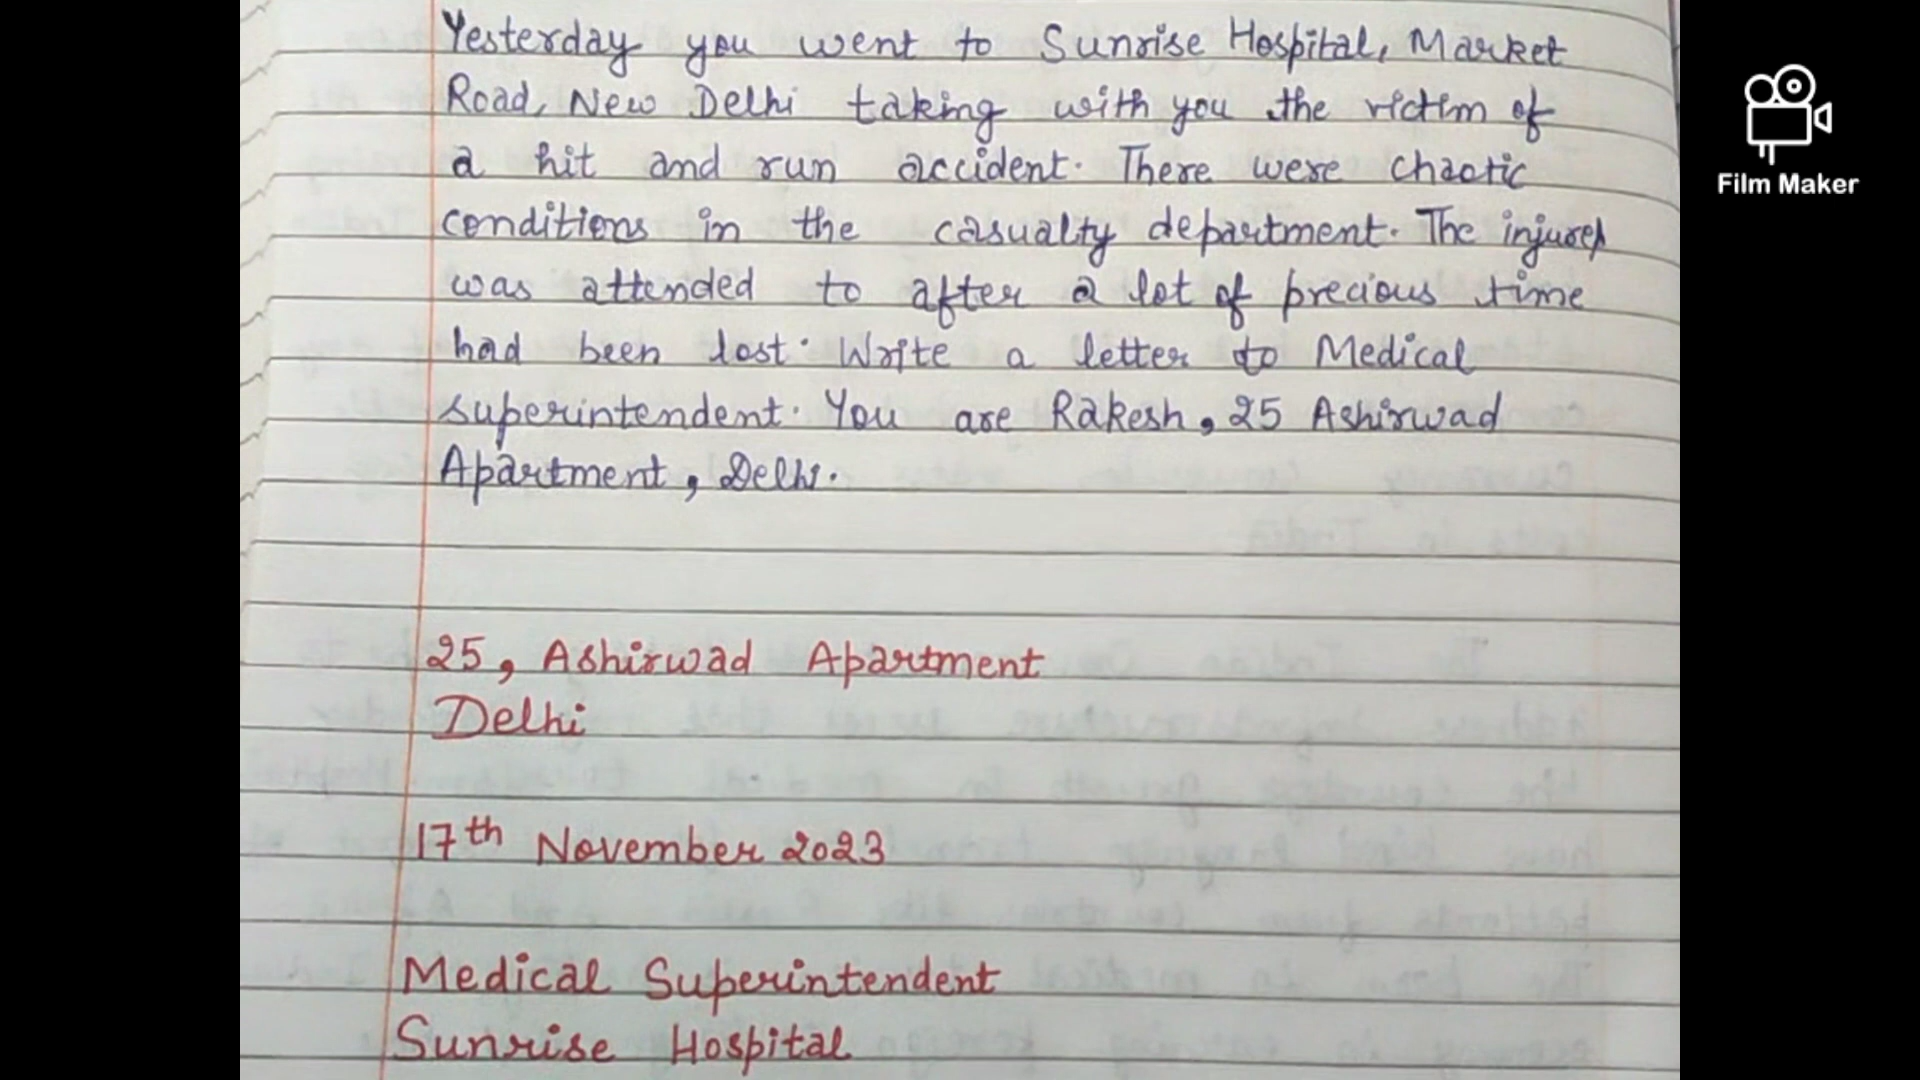 Yesterday you went to Sunrise Hospital, Market
Road, New Delhi taking with you the victim of
a hit and run accident. There were chaotic
conditions in the casualty department. The injured
was attended to after a lot of precious time
had been lost. Write a letter to Medical
superintendent. You are Rakesh, 25 Ashirwad
Apartment, Delhi.
25, Ashirwad Apartment
Delhi
17th November 2023
Medical Superintendent
Sunrise Hospital
Film Maker